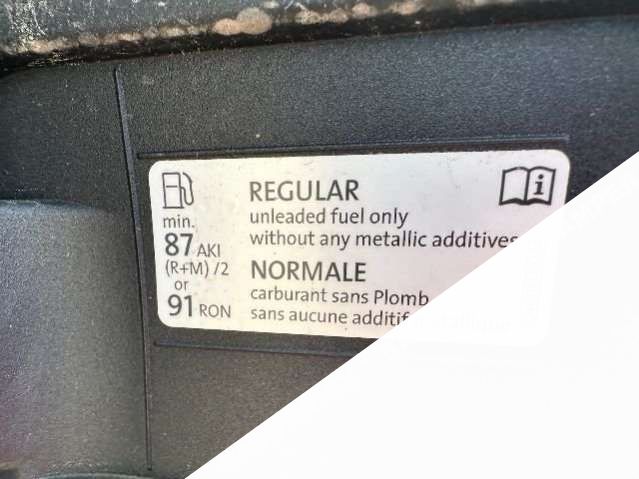 REGULAR
unleaded fuel only
without any metallic additives
NORMALE
carburant sans Plomb
sans aucune additif
min.
87 AKI
(R+M) /2
or
91 RON
i